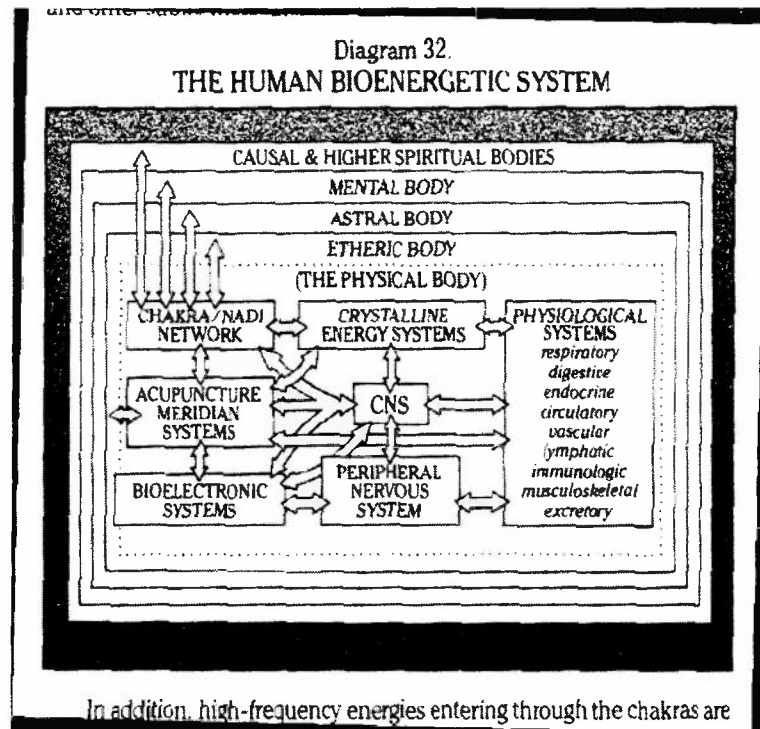 Diagram 32.
THE HUMAN BIOENERGETIC SYSTEM
CAUSAL & HIGHER SPIRITUAL BODIES
MENTAL BODY
ASTRAL BODY
ETHERIC BODY
(THE PHYSICAL BODY)
CHAKRA/NADI
NETWORK
CRYSTALLINE
ENERGY SYSTEMS
PHYSIOLOGICAL
SYSTEMS
respiratory
digestive
endocrine
circulatory
vascular
lymphatic
immunologic
musculoskeletal
excretory
ACUPUNCTURE
MERIDIAN
SYSTEMS
CNS
BIOELECTRONIC
SYSTEMS
PERIPHERAL
NERVOUS
SYSTEM
In addition, high-frequency energies entering through the chakras are